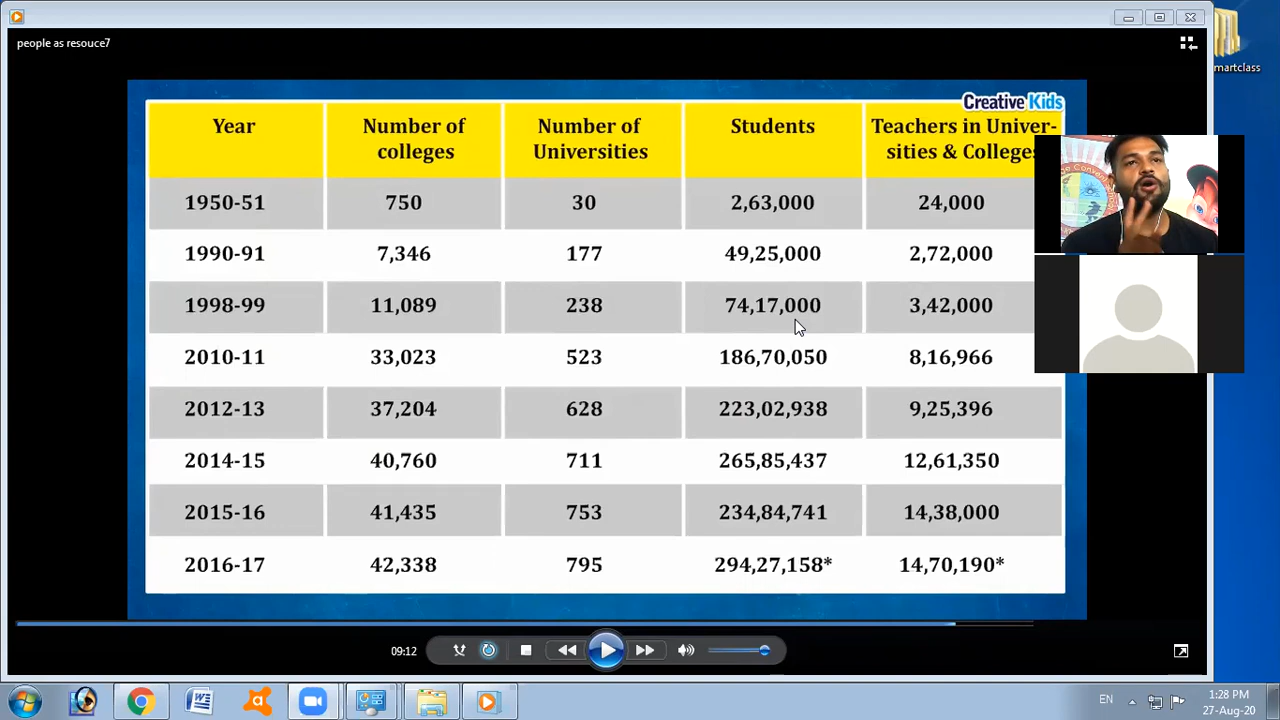 people as resouce7
martclass
Creative Kids
Year Number of colleges Number of Universities Students Teachers in Univer-sities & Colleges
1950-51 750 30 2,63,000 24,000
1990-91 7,346 177 49,25,000 2,72,000
1998-99 11,089 238 74,17,000 3,42,000
2010-11 33,023 523 186,70,050 8,16,966
2012-13 37,204 628 223,02,938 9,25,396
2014-15 40,760 711 265,85,437 12,61,350
2015-16 41,435 753 234,84,741 14,38,000
2016-17 42,338 795 294,27,158* 14,70,190*
09:12
EN
1:28 PM
27-Aug-20